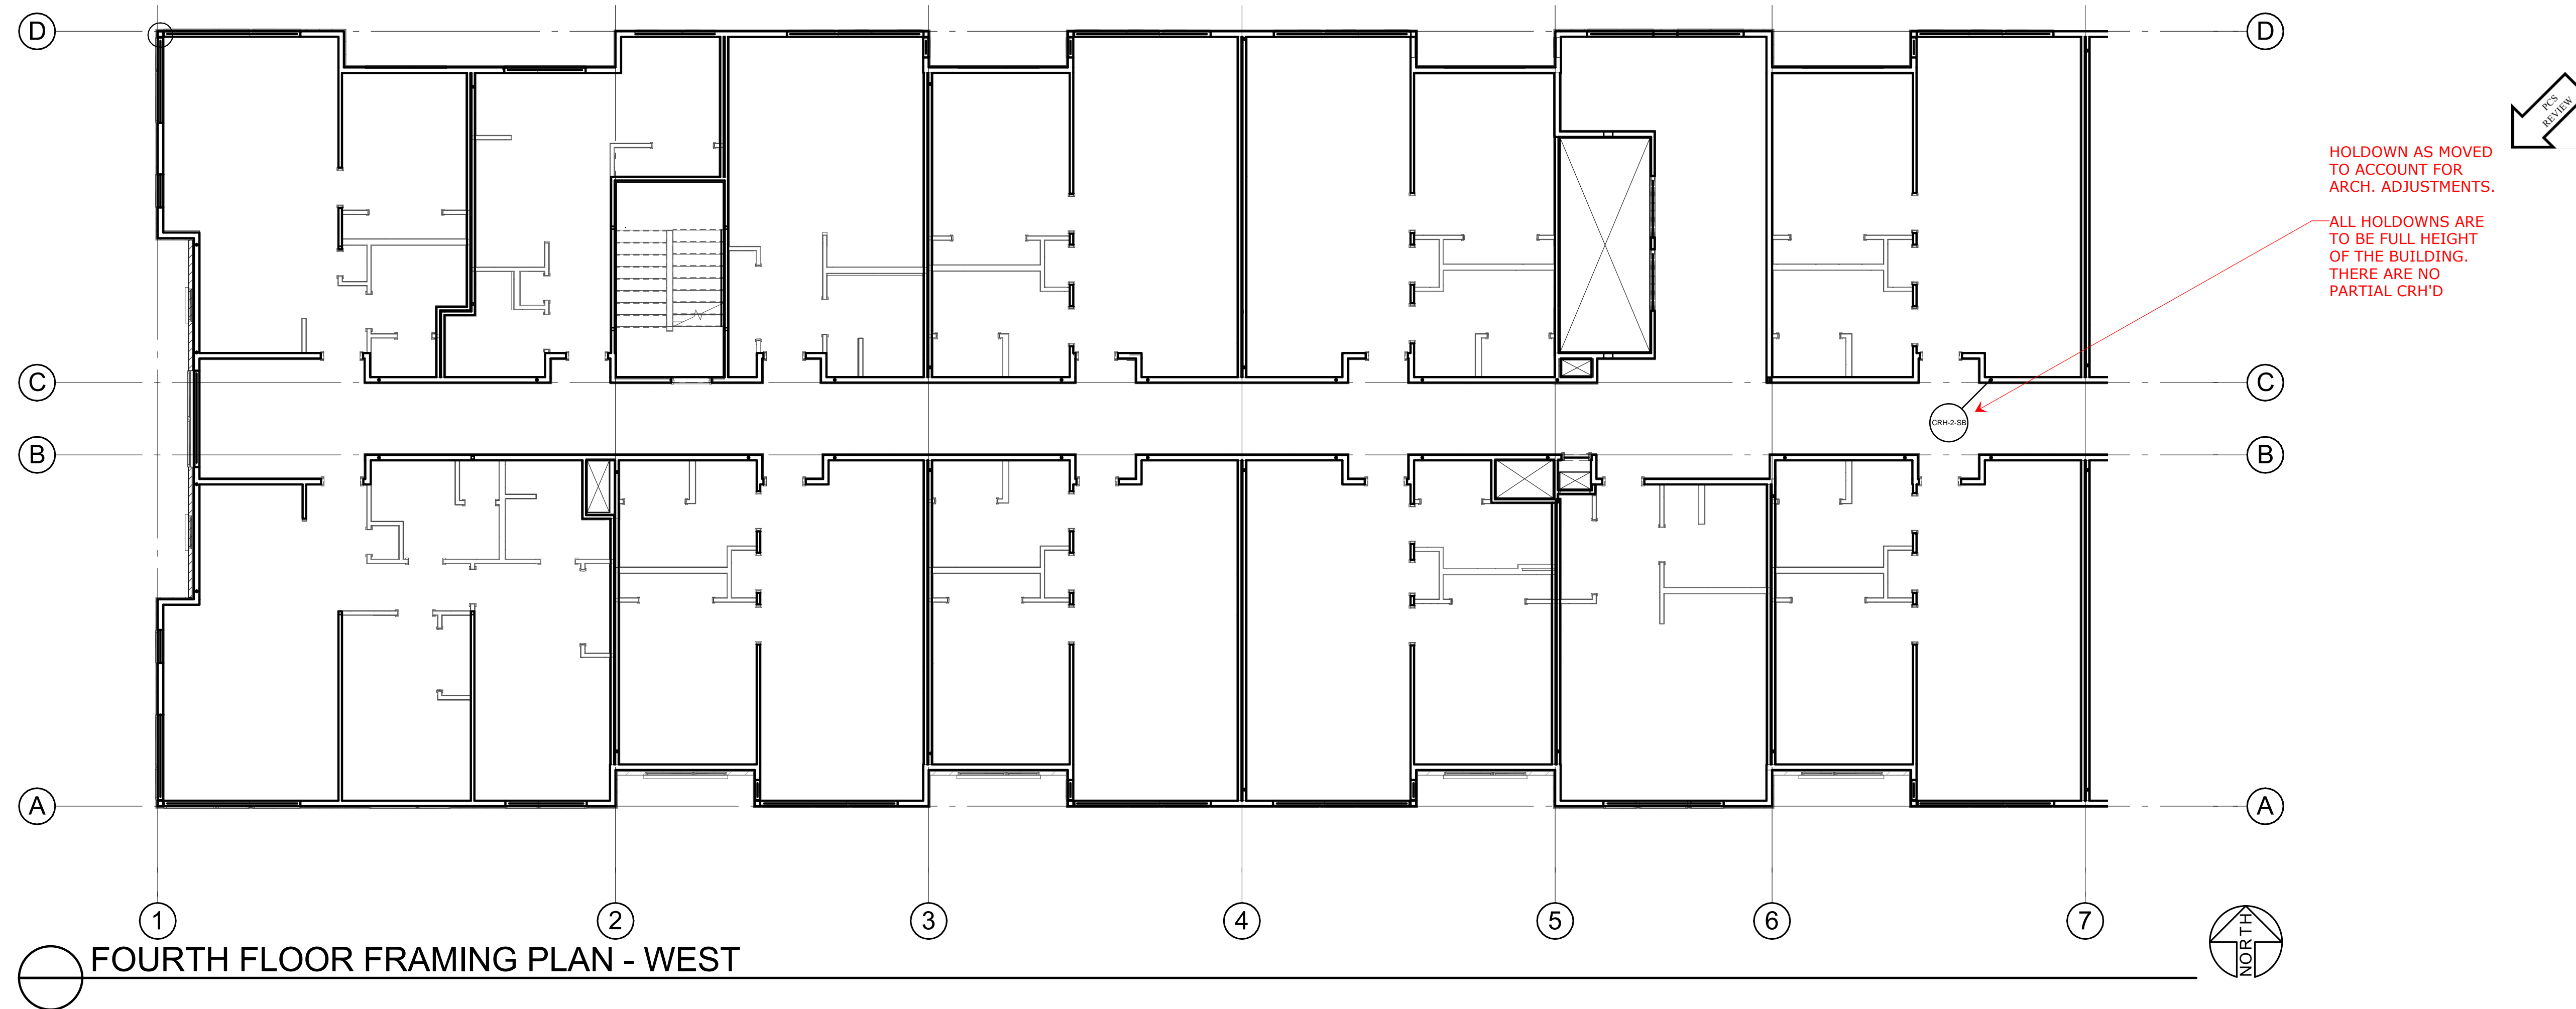 D
D
PCS
REVIEW
HOLDOWN AS MOVED
TO ACCOUNT FOR
ARCH. ADJUSTMENTS.
ALL HOLDOWNS ARE
TO BE FULL HEIGHT
OF THE BUILDING.
THERE ARE NO
PARTIAL CRH'D
C
C
CRH-2-SB
B
B
A
A
1
2
3
4
5
6
7
FOURTH FLOOR FRAMING PLAN - WEST
NORTH